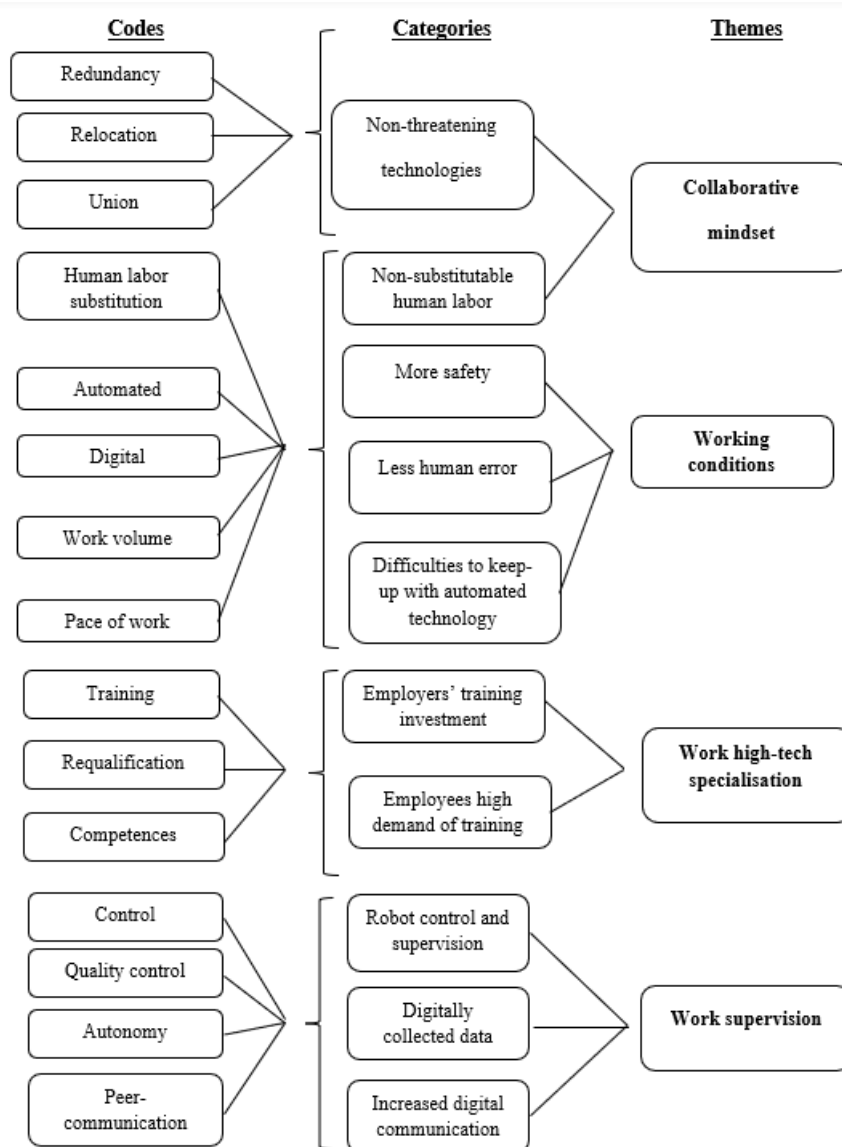 Codes
Categories
Themes
Redundancy
Relocation
Union
Non-threatening
technologies
Collaborative
mindset
Human labor
substitution
Automated
Digital
Work volume
Pace of work
Non-substitutable
human labor
More safety
Less human error
Difficulties to keep-
up with automated
technology
Working
conditions
Training
Requalification
Competences
Employers’ training
investment
Employees high
demand of training
Work high-tech
specialisation
Control
Quality control
Autonomy
Peer-
communication
Robot control and
supervision
Digitally
collected data
Increased digital
communication
Work supervision